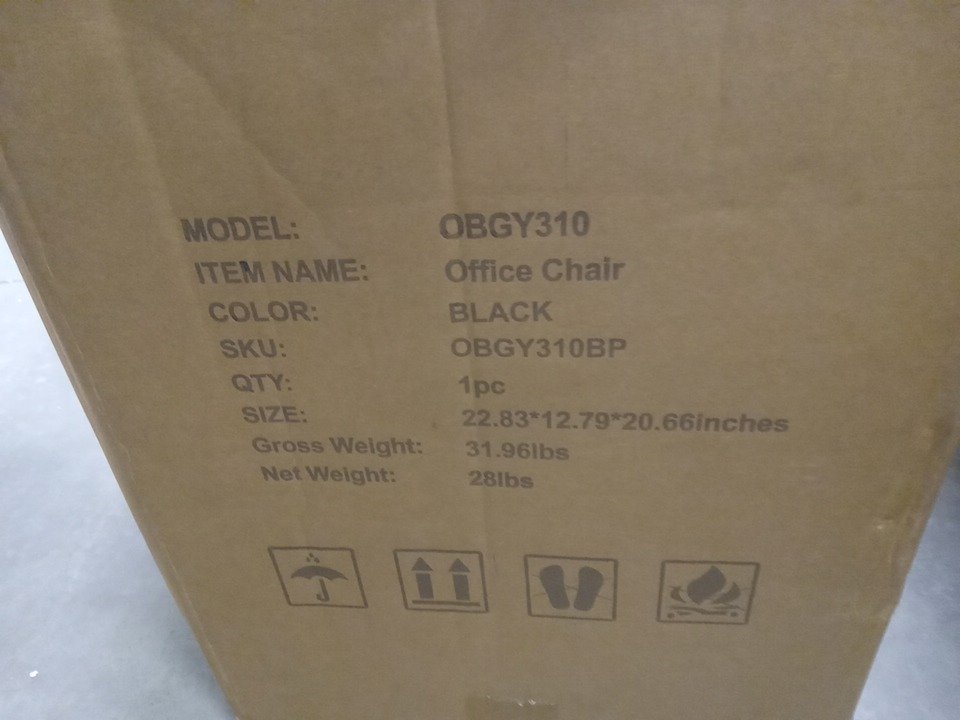 MODEL: OBGY310
ITEM NAME: Office Chair
COLOR: BLACK
SKU: OBGY310BP
QTY: 1pc
SIZE: 22.83*12.79*20.66inches
Gross Weight: 31.96lbs
Net Weight: 28lbs